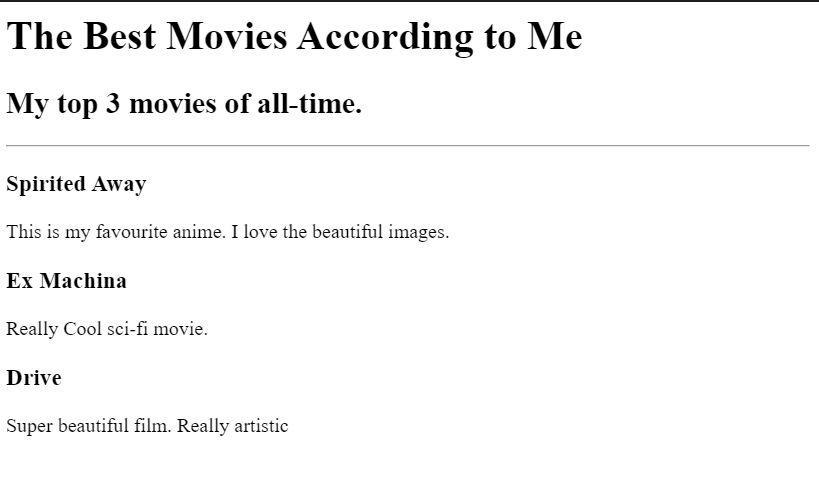 The Best Movies According to Me
My top 3 movies of all-time.
Spirited Away
This is my favourite anime. I love the beautiful images.
Ex Machina
Really Cool sci-fi movie.
Drive
Super beautiful film. Really artistic